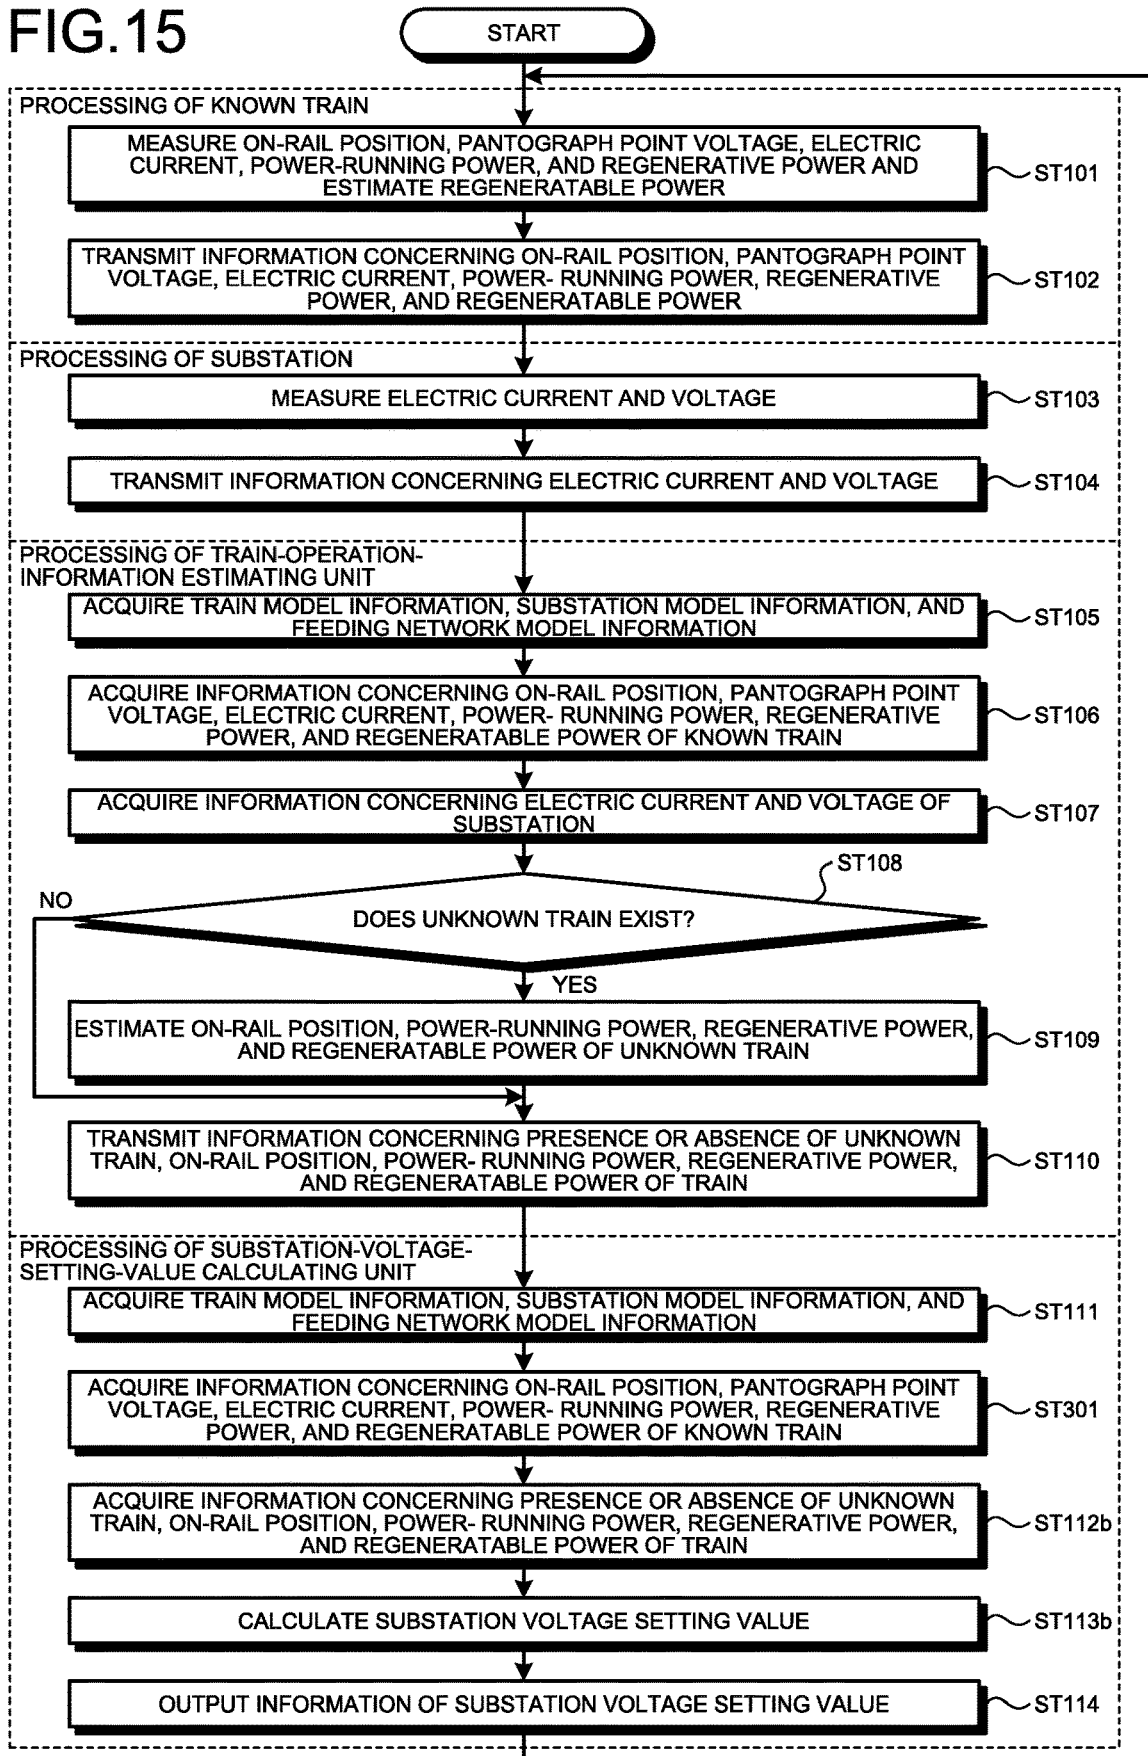 FIG.15
START
PROCESSING OF KNOWN TRAIN
MEASURE ON-RAIL POSITION, PANTOGRAPH POINT VOLTAGE, ELECTRIC
CURRENT, POWER-RUNNING POWER, AND REGENERATIVE POWER AND
ESTIMATE REGENERATABLE POWER
ST101
TRANSMIT INFORMATION CONCERNING ON-RAIL POSITION, PANTOGRAPH POINT
VOLTAGE, ELECTRIC CURRENT, POWER- RUNNING POWER, REGENERATIVE
POWER, AND REGENERATABLE POWER
ST102
PROCESSING OF SUBSTATION
MEASURE ELECTRIC CURRENT AND VOLTAGE
ST103
TRANSMIT INFORMATION CONCERNING ELECTRIC CURRENT AND VOLTAGE
ST104
PROCESSING OF TRAIN-OPERATION-
INFORMATION ESTIMATING UNIT
ACQUIRE TRAIN MODEL INFORMATION, SUBSTATION MODEL INFORMATION, AND
FEEDING NETWORK MODEL INFORMATION
ST105
ACQUIRE INFORMATION CONCERNING ON-RAIL POSITION, PANTOGRAPH POINT
VOLTAGE, ELECTRIC CURRENT, POWER- RUNNING POWER, REGENERATIVE
POWER, AND REGENERATABLE POWER OF KNOWN TRAIN
ST106
ACQUIRE INFORMATION CONCERNING ELECTRIC CURRENT AND VOLTAGE OF
SUBSTATION
ST107
ST108
NO
DOES UNKNOWN TRAIN EXIST?
YES
ESTIMATE ON-RAIL POSITION, POWER-RUNNING POWER, REGENERATIVE POWER,
AND REGENERATABLE POWER OF UNKNOWN TRAIN
ST109
TRANSMIT INFORMATION CONCERNING PRESENCE OR ABSENCE OF UNKNOWN
TRAIN, ON-RAIL POSITION, POWER- RUNNING POWER, REGENERATIVE POWER,
AND REGENERATABLE POWER OF TRAIN
ST110
PROCESSING OF SUBSTATION-VOLTAGE-
SETTING-VALUE CALCULATING UNIT
ACQUIRE TRAIN MODEL INFORMATION, SUBSTATION MODEL INFORMATION, AND
FEEDING NETWORK MODEL INFORMATION
ST111
ACQUIRE INFORMATION CONCERNING ON-RAIL POSITION, PANTOGRAPH POINT
VOLTAGE, ELECTRIC CURRENT, POWER- RUNNING POWER, REGENERATIVE
POWER, AND REGENERATABLE POWER OF KNOWN TRAIN
ST301
ACQUIRE INFORMATION CONCERNING PRESENCE OR ABSENCE OF UNKNOWN
TRAIN, ON-RAIL POSITION, POWER- RUNNING POWER, REGENERATIVE POWER,
AND REGENERATABLE POWER OF TRAIN
ST112b
CALCULATE SUBSTATION VOLTAGE SETTING VALUE
ST113b
OUTPUT INFORMATION OF SUBSTATION VOLTAGE SETTING VALUE
ST114